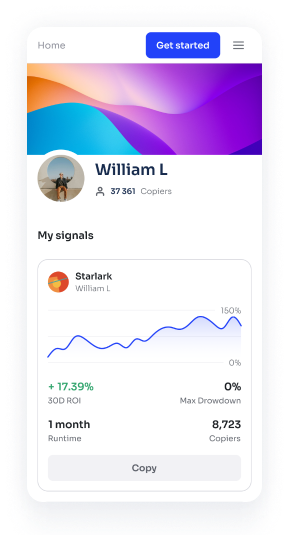 Home
Get started
William L
37 361 Copiers
My signals
Starlark
William L
150%
0%
+ 17.39% 0%
30D ROI Max Drowdown
1 month 8,723
Runtime Copiers
Copy